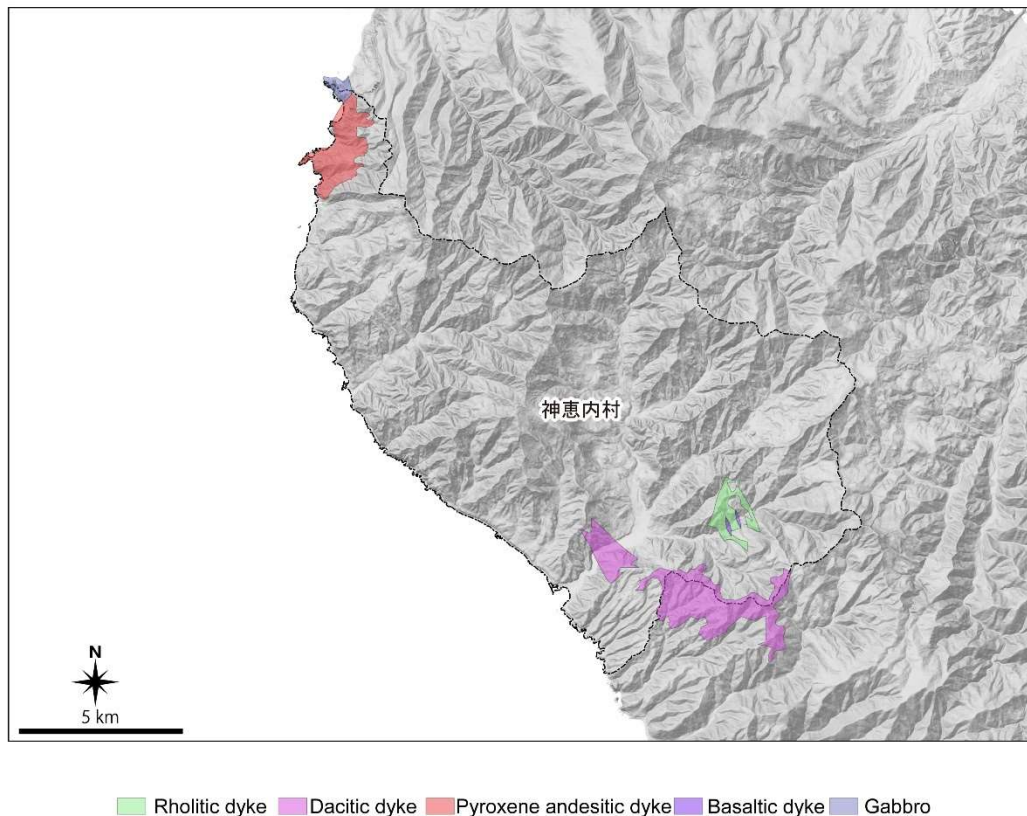 神恵内村
N
5 km
Rholitic dyke Dacitic dyke Pyroxene andesitic dyke Basaltic dyke Gabbro